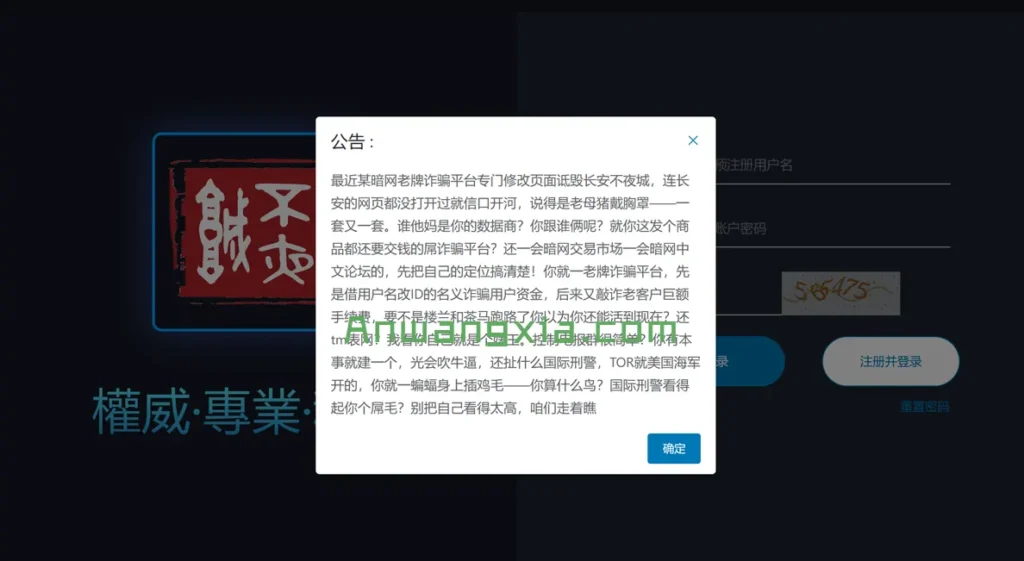 公告 :
最近某暗网老牌诈骗平台专门修改页面诋毁长安不夜城，连长
安的网页都没打开过就信口开河，说得是老母猪戴胸罩——一
套又一套。谁他妈是你的数据商？你跟谁俩呢？就你这发个商
品都还要交钱的屌诈骗平台？还一会暗网交易市场一会暗网中
文论坛的，先把自己的定位搞清楚！你就一老牌诈骗平台，先
是借用户名改ID的名义诈骗用户资金，后来又敲诈老客户巨额
手续费，要不是楼兰和茶马跑路了你以为你还能活到现在？还
tm表网？我看你自己就是个 王。控制电报群很简单？你有本
事就建一个，光会吹牛逼，还扯什么国际刑警，TOR就美国海军
开的，你就一蝙蝠身上插鸡毛——你算什么鸟？国际刑警看得
起你个屌毛？别把自己看得太高，咱们走着瞧
确定
Anwangxia.com
不夜
權威·專業·
注册用户名
账户密码
586475
录
注册并登录
重置密码